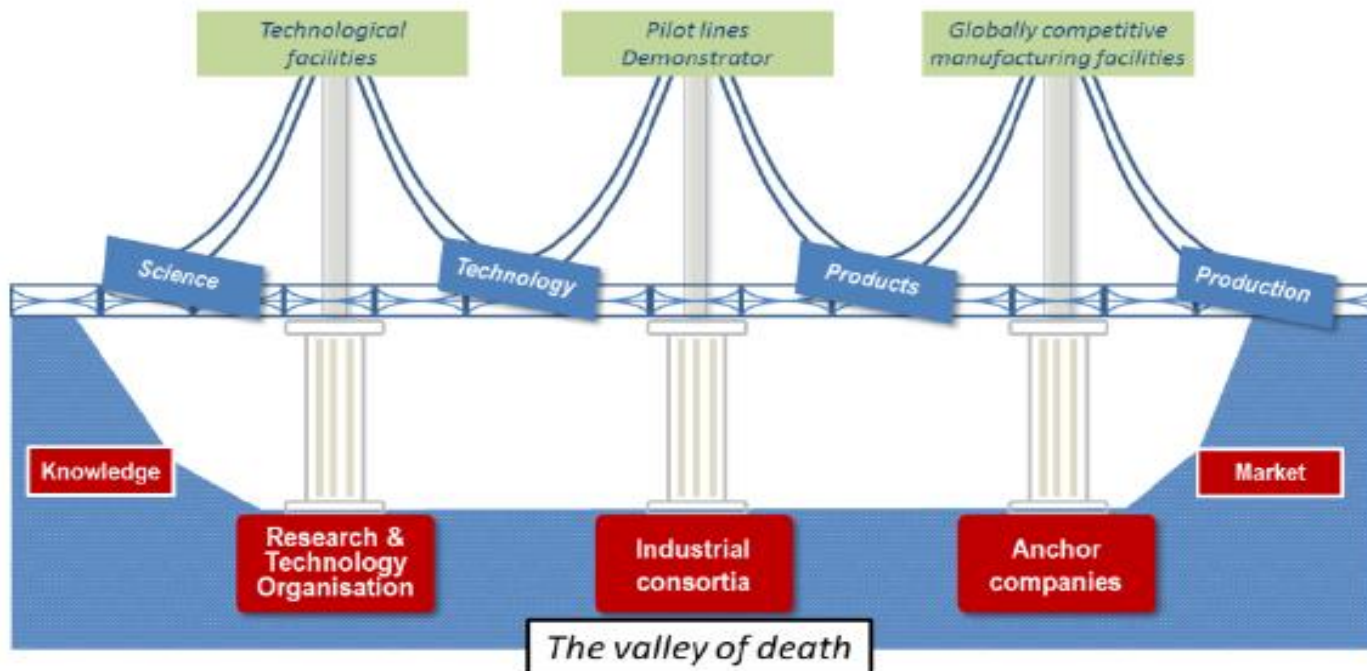 Technological
facilities
Pilot lines
Demonstrator
Globally competitive
manufacturing facilities
Science
Technology
Products
Production
Knowledge
Market
Research &
Technology
Organisation
Industrial
consortia
Anchor
companies
The valley of death